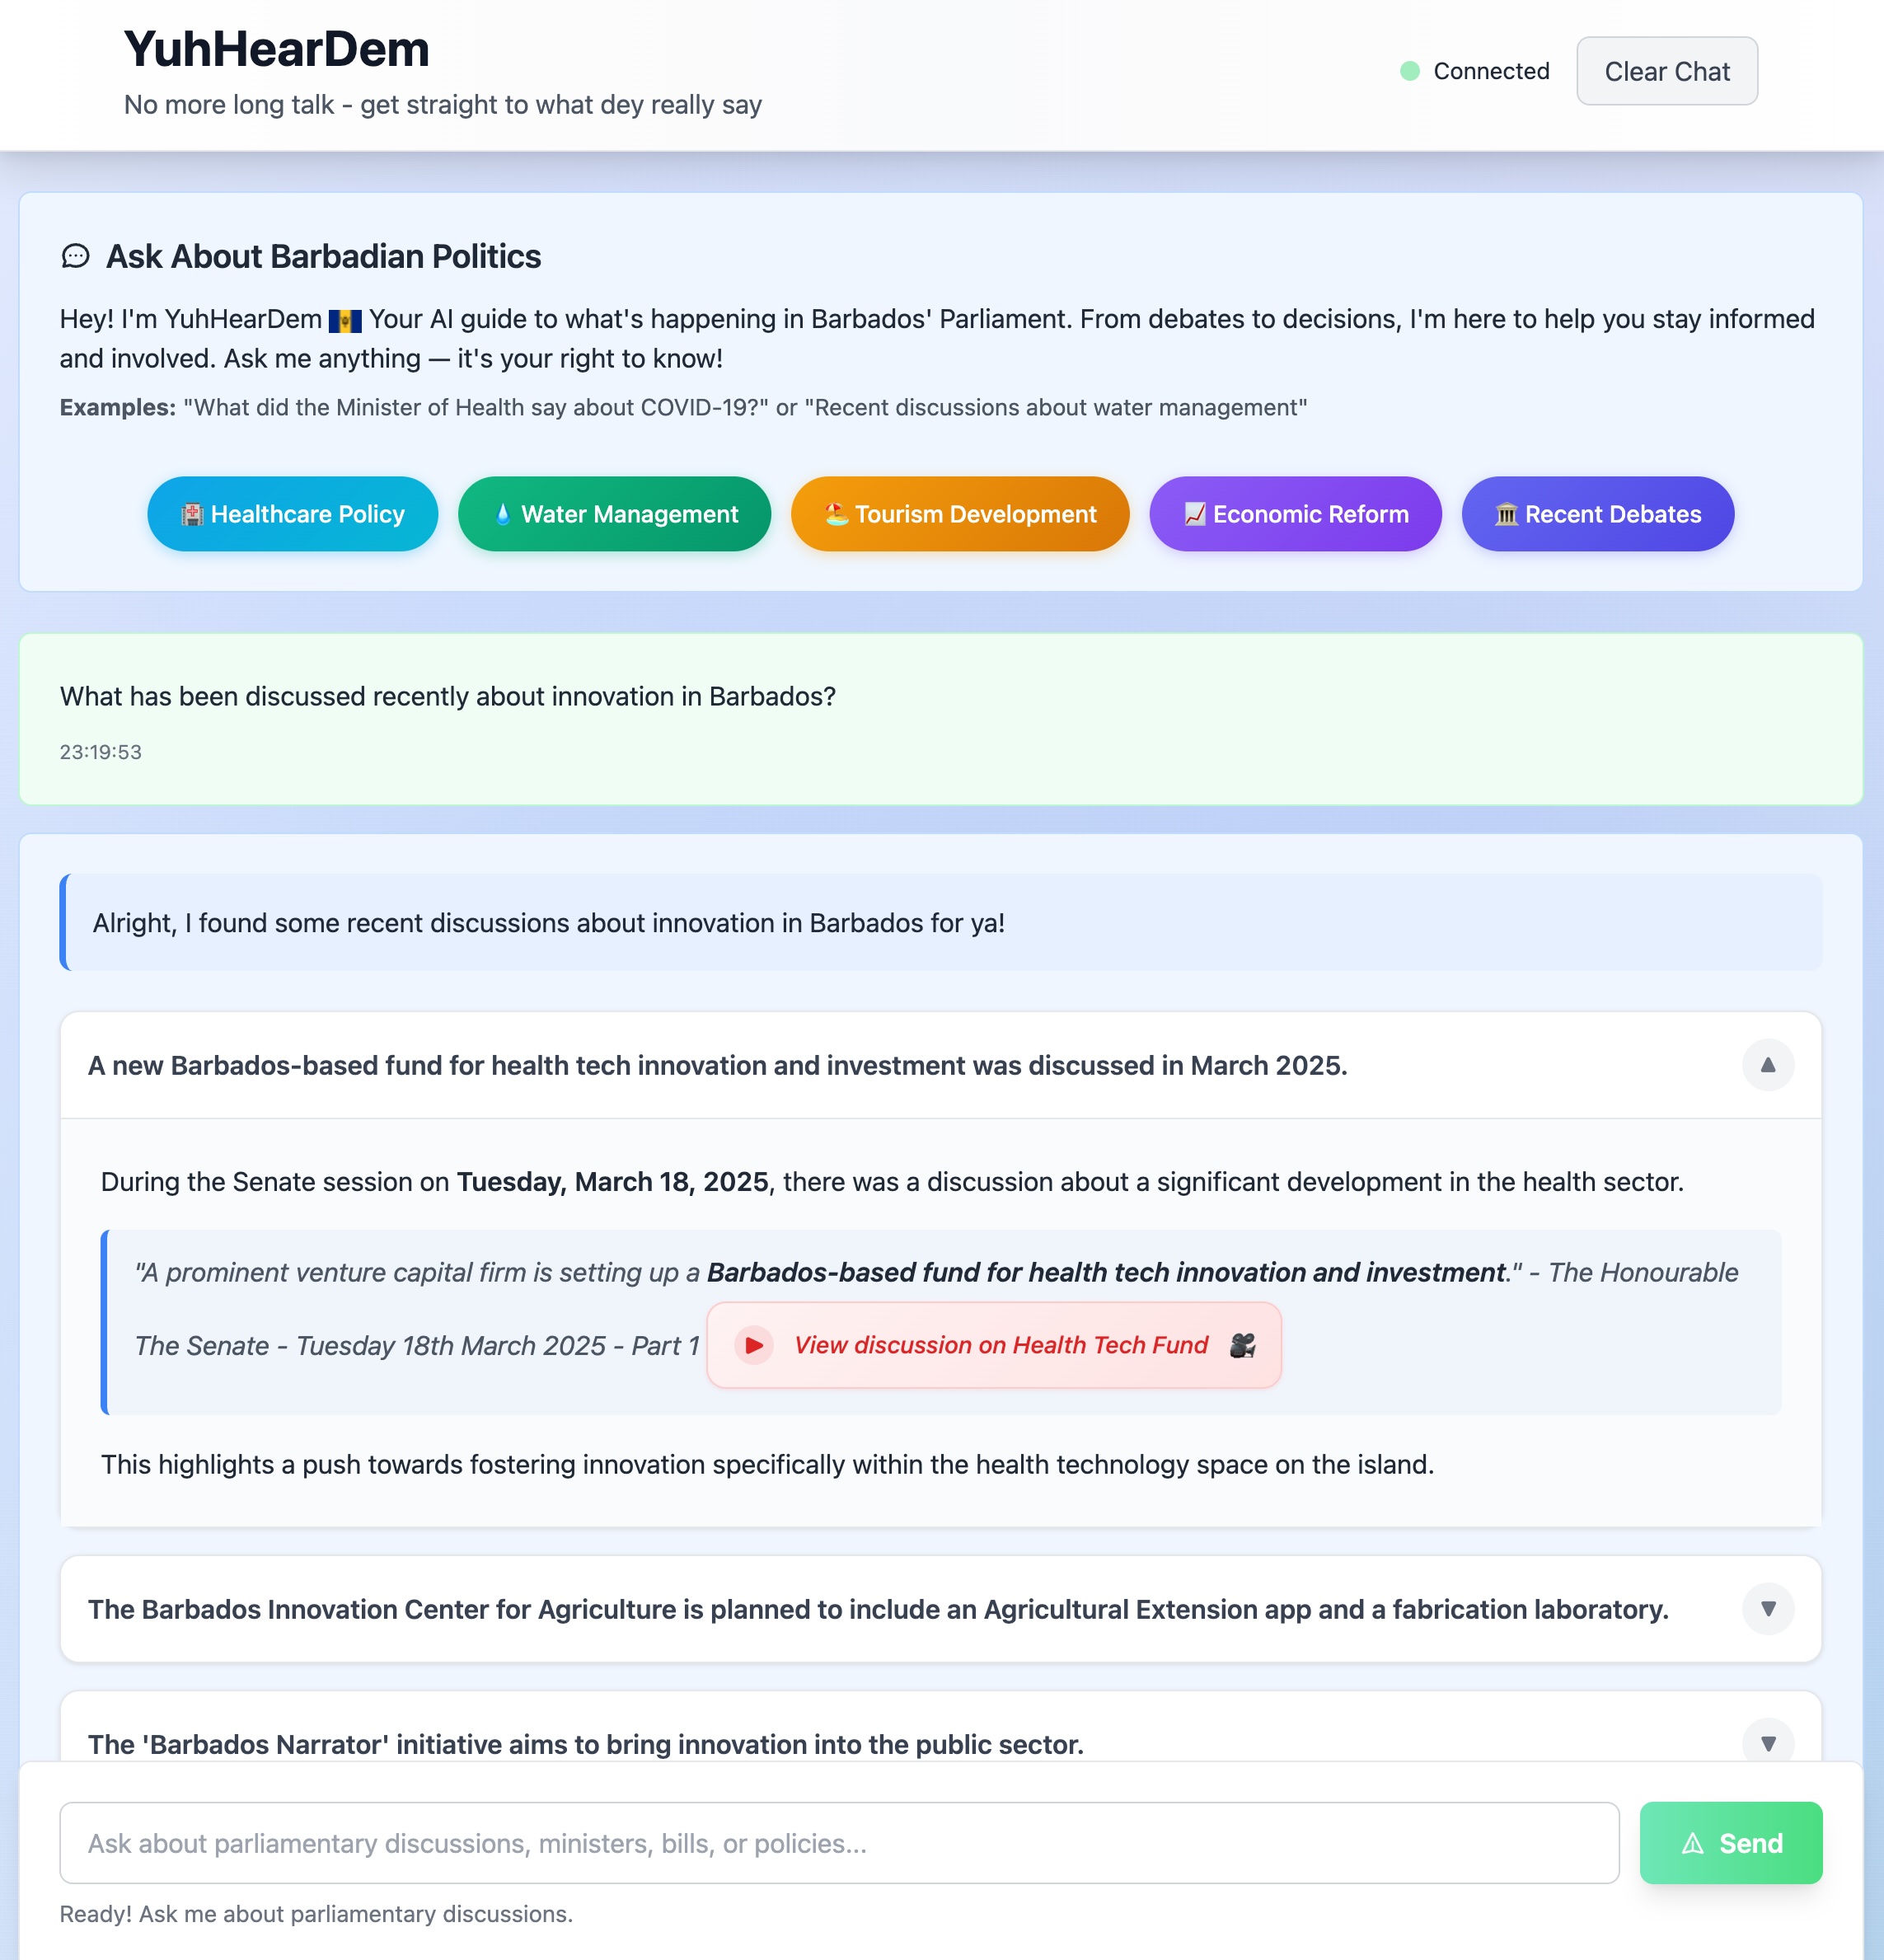 YuhHearDem
No more long talk - get straight to what dey really say
Connected
Clear Chat
Ask About Barbadian Politics
Hey! I'm YuhHearDem 🇧🇧 Your AI guide to what's happening in Barbados' Parliament. From debates to decisions, I'm here to help you stay informed
and involved. Ask me anything — it's your right to know!
Examples: "What did the Minister of Health say about COVID-19?" or "Recent discussions about water management"
🏥 Healthcare Policy
💧 Water Management
🏖️ Tourism Development
📈 Economic Reform
🏛️ Recent Debates
What has been discussed recently about innovation in Barbados?
23:19:53
Alright, I found some recent discussions about innovation in Barbados for ya!
A new Barbados-based fund for health tech innovation and investment was discussed in March 2025.
▲
During the Senate session on Tuesday, March 18, 2025, there was a discussion about a significant development in the health sector.
"A prominent venture capital firm is setting up a Barbados-based fund for health tech innovation and investment." - The Honourable
The Senate - Tuesday 18th March 2025 - Part 1 ▶ View discussion on Health Tech Fund 🎥
This highlights a push towards fostering innovation specifically within the health technology space on the island.
The Barbados Innovation Center for Agriculture is planned to include an Agricultural Extension app and a fabrication laboratory.
▼
The 'Barbados Narrator' initiative aims to bring innovation into the public sector.
▼
Ask about parliamentary discussions, ministers, bills, or policies...
Send
Ready! Ask me about parliamentary discussions.